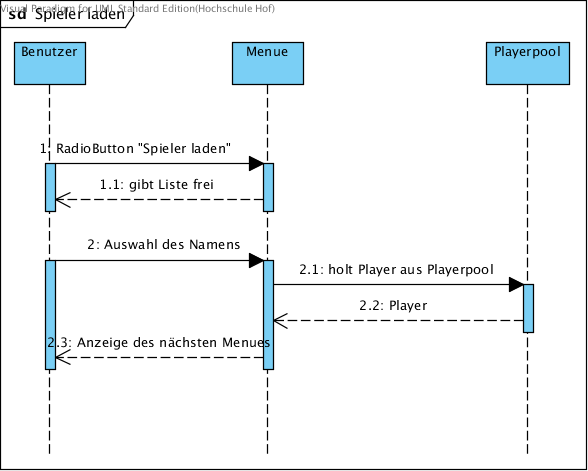 Visual Paradigm for UML Standard Edition(Hochschule Hof)
sd Spieler laden
Benutzer Menue Playerpool
1: RadioButton "Spieler laden"
1.1: gibt Liste frei
2: Auswahl des Namens
2.1: holt Player aus Playerpool
2.2: Player
2.3: Anzeige des nächsten Menues